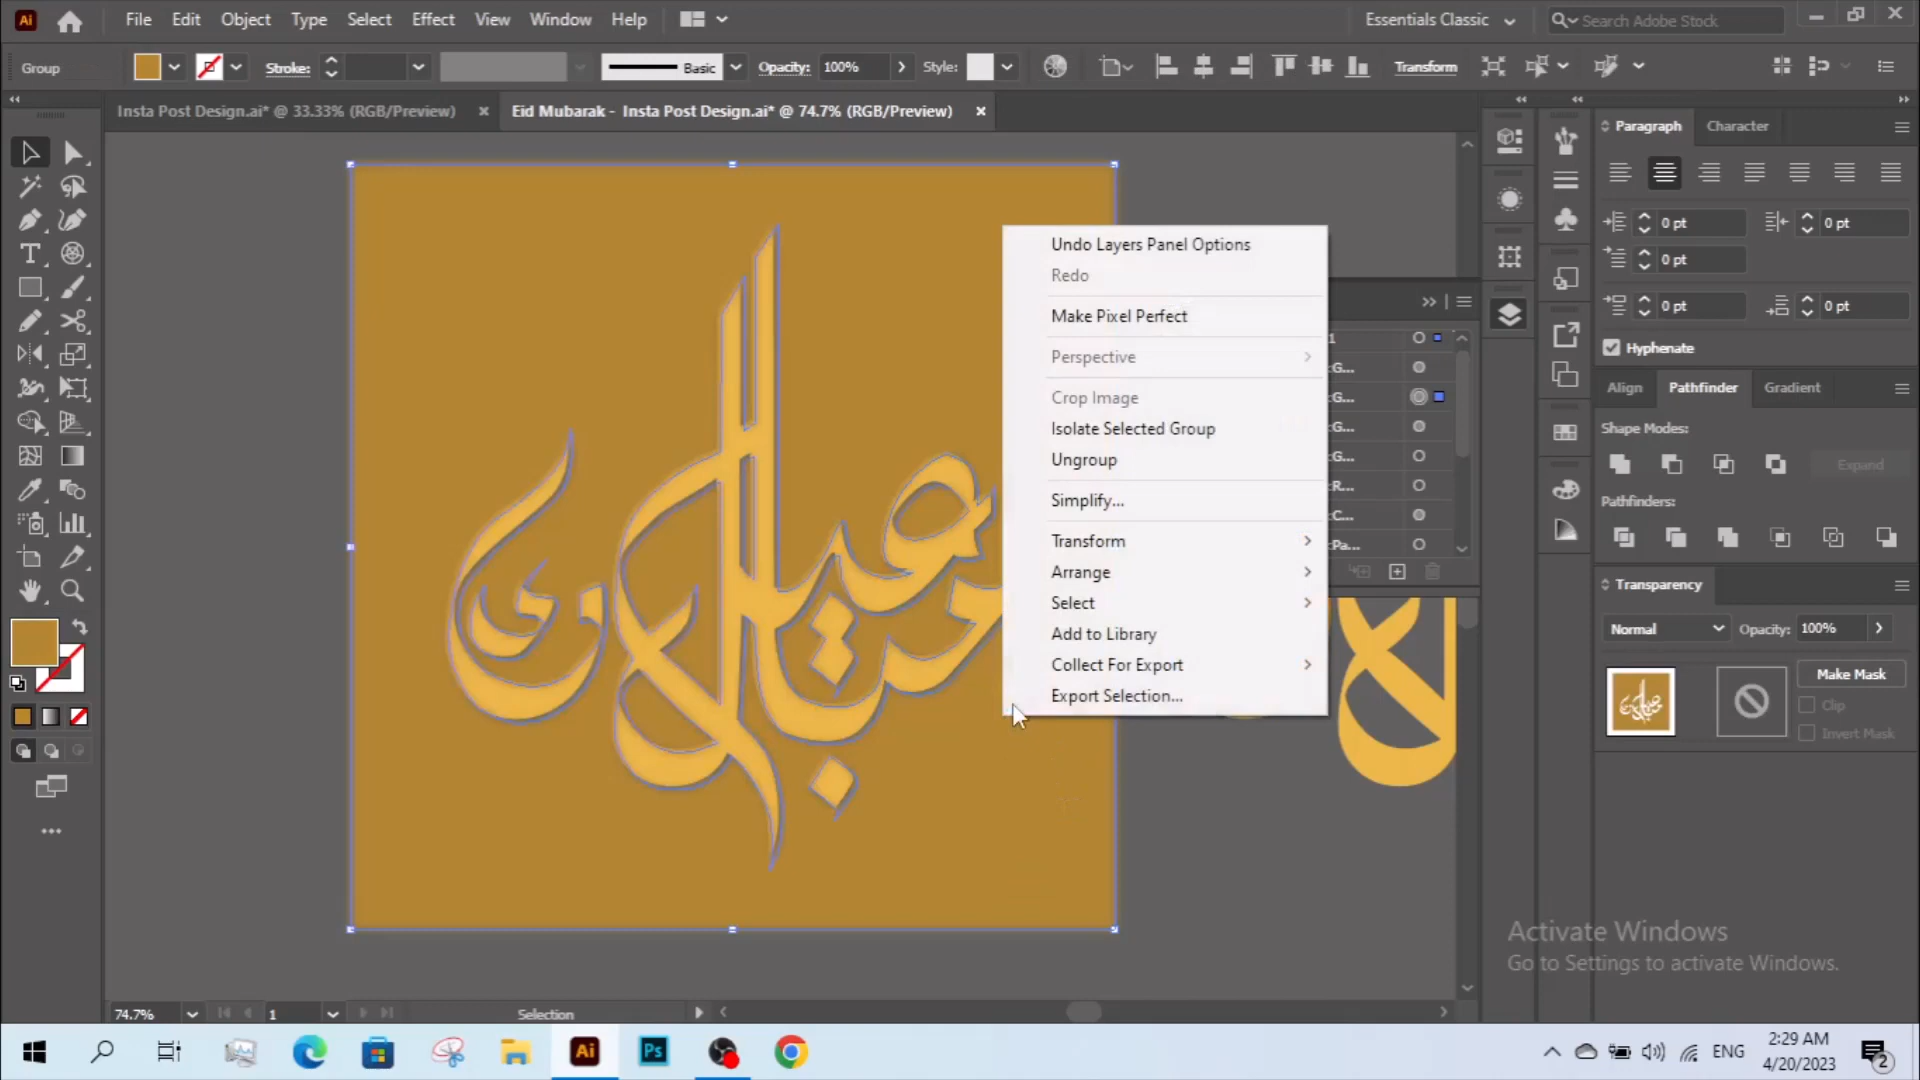 Ai File Edit Object Type Select Effect View Window Help Essentials Classic Search Adobe Stock
Group Stroke: Basic Opacity: 100% Style: Transform
Insta Post Design.ai* @ 33.33% (RGB/Preview) × Eid Mubarak - Insta Post Design.ai* @ 74.7% (RGB/Preview) ×
Paragraph Character
0 pt 0 pt
0 pt
0 pt 0 pt
Hyphenate
Align Pathfinder Gradient
Shape Modes:
Expand
Pathfinders:
Transparency
Normal Opacity: 100%
Make Mask
Clip
Invert Mask
Undo Layers Panel Options
Redo
Make Pixel Perfect
Perspective
Crop Image
Isolate Selected Group
Ungroup
Simplify...
Transform
Arrange
Select
Add to Library
Collect For Export
Export Selection...
1
:G...
:G...
:G...
:G...
:R...
:C...
:Pa...
Activate Windows
Go to Settings to activate Windows.
74.7% 1 Selection
Ai Ps ENG 2:29 AM
4/20/2023 2